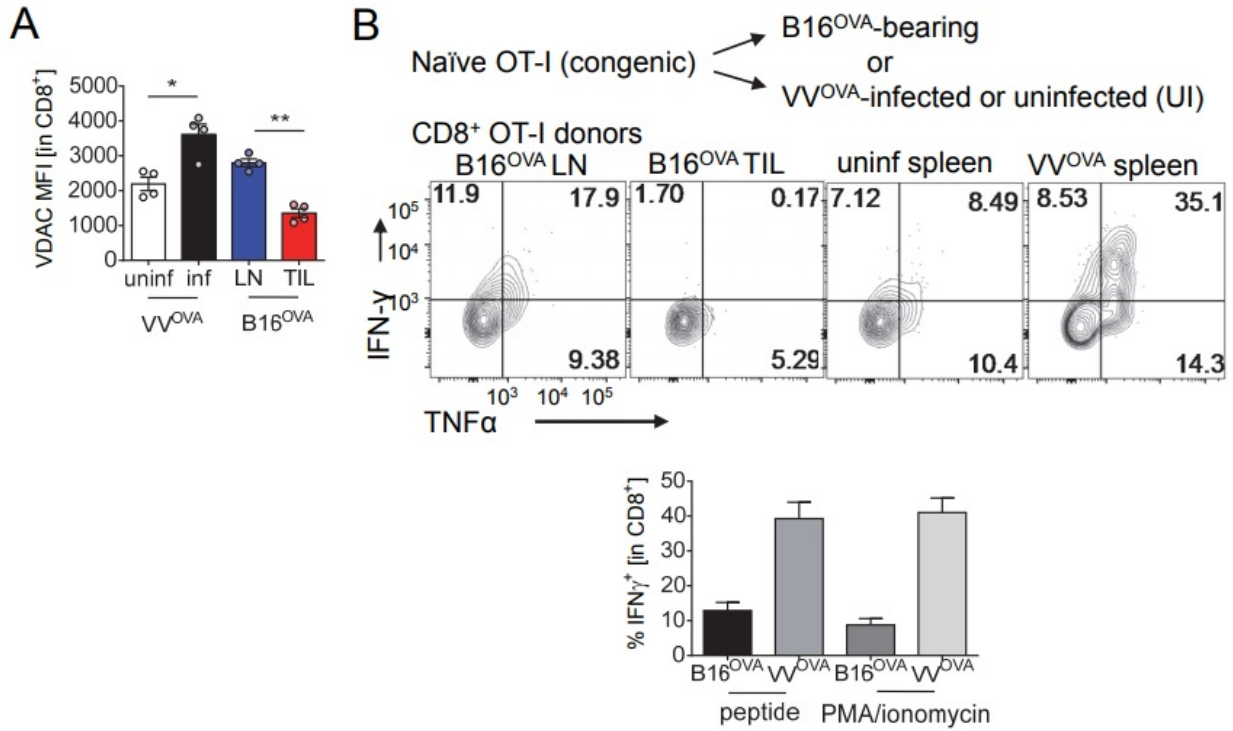 A
VDAC MFI [in CD8⁺]
5000
4000
3000
2000
1000
0
*
**
uninf inf LN TIL
VV^OVA B16^OVA
B
Naïve OT-I (congenic)
B16^OVA-bearing
or
VV^OVA-infected or uninfected (UI)
CD8⁺ OT-I donors
B16^OVA LN B16^OVA TIL uninf spleen VV^OVA spleen
11.9 17.9 1.70 0.17 7.12 8.49 8.53 35.1
10⁵
10⁴
10³
IFN-γ
9.38 5.29 10.4 14.3
10³ 10⁴ 10⁵
TNFα
% IFNγ⁺ [in CD8⁺]
50
40
30
20
10
0
B16^OVA VV^OVA B16^OVA VV^OVA
peptide PMA/ionomycin